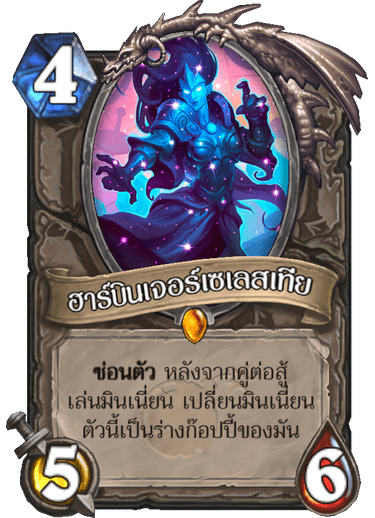 4
ฮาร์บินเจอร์เซเลสเทีย
ซ่อนตัว หลังจากคู่ต่อสู้
เล่นมินเนี่ยน เปลี่ยนมินเนี่ยน
ตัวนี้เป็นร่างก๊อปปี้ของมัน
5
6